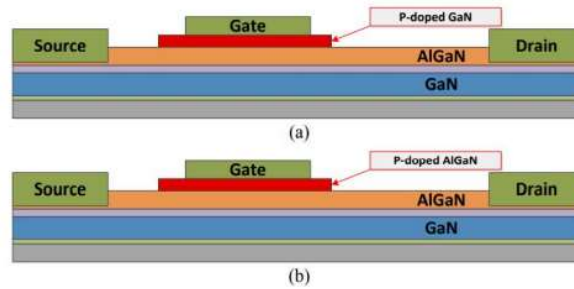 P-doped GaN
Gate
Source
Drain
AlGaN
GaN
(a)
P-doped AlGaN
Gate
Source
Drain
AlGaN
GaN
(b)